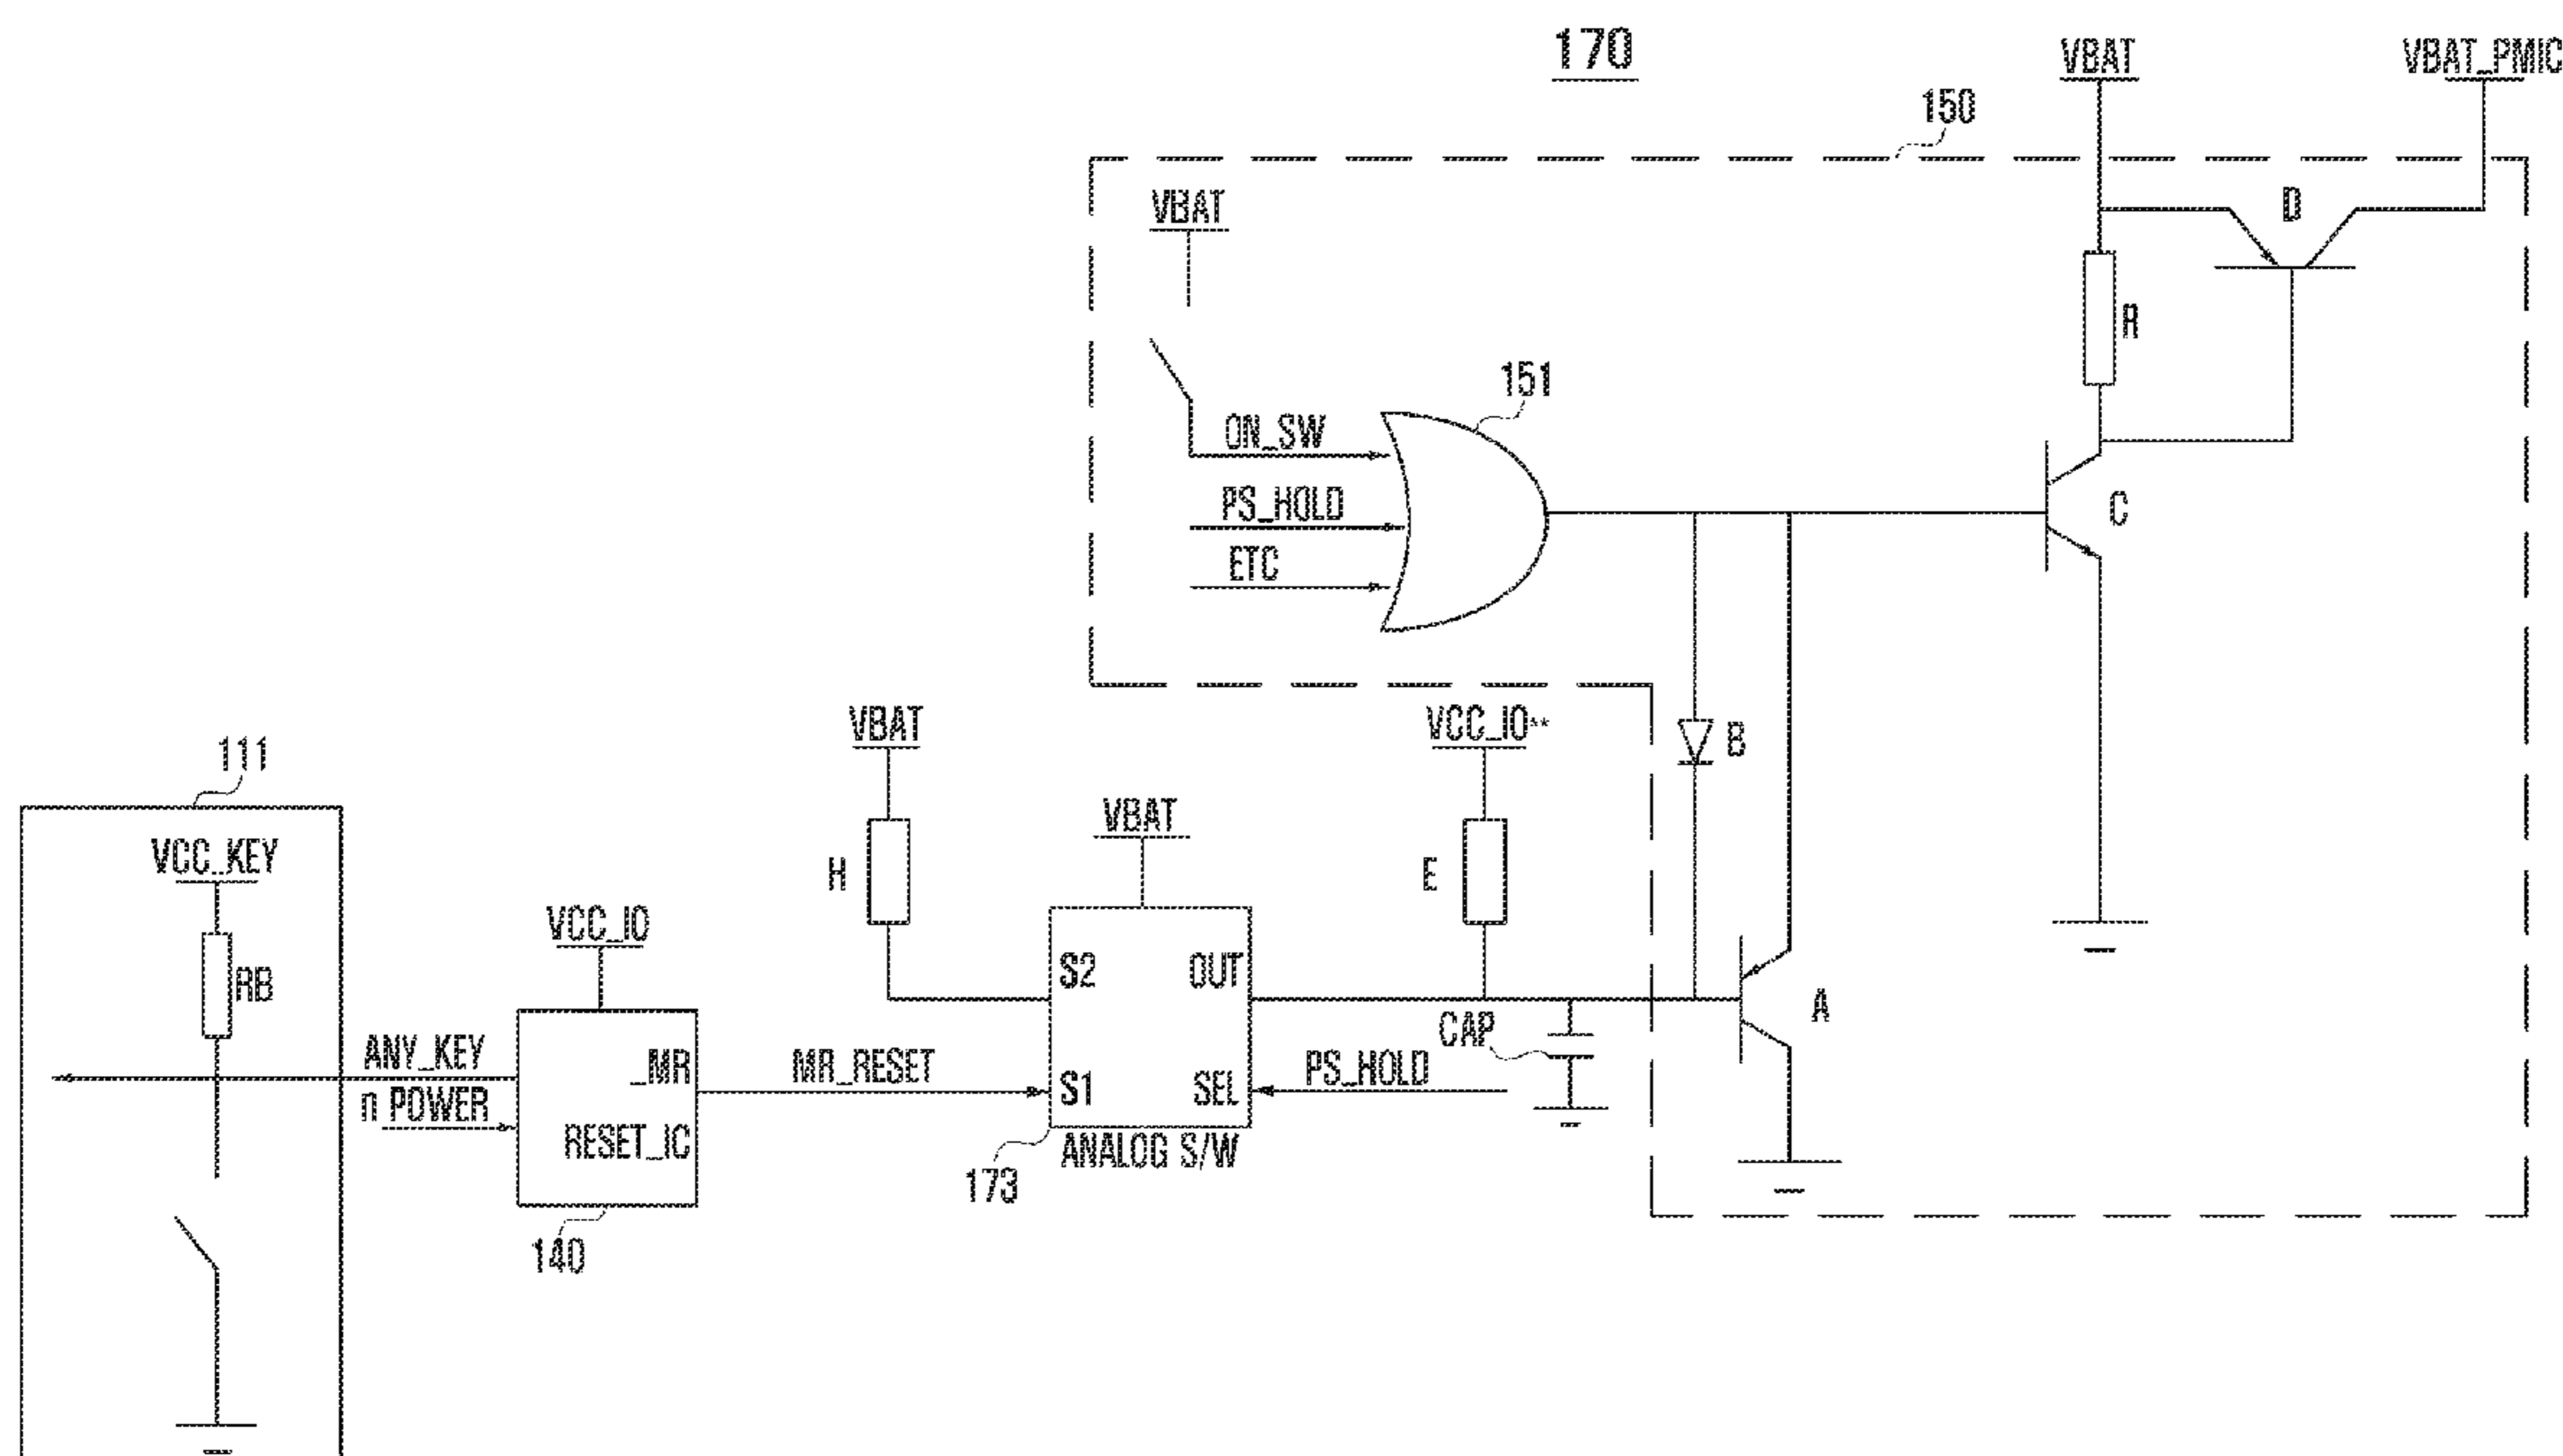 170
VBAT
VBAT_PMIC
150
VBAT
D
R
151
ON_SW
PS_HOLD
ETC
C
VBAT
VCC_IO**
B
111
VBAT
VCC_KEY
H
E
VCC_IO
RB
S2
OUT
A
ANY_KEY
_MR
MR_RESET
CAP
n POWER
S1
SEL
PS_HOLD
RESET_IC
ANALOG S/W
173
140